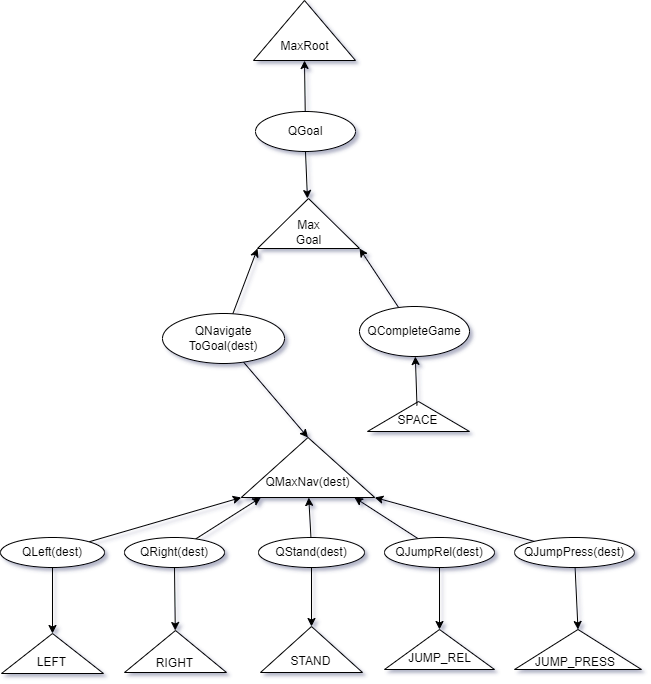 MaxRoot
QGoal
Max
Goal
QNavigate
ToGoal(dest)
QCompleteGame
SPACE
QMaxNav(dest)
QLeft(dest)
QRight(dest)
QStand(dest)
QJumpRel(dest)
QJumpPress(dest)
LEFT
RIGHT
STAND
JUMP_REL
JUMP_PRESS